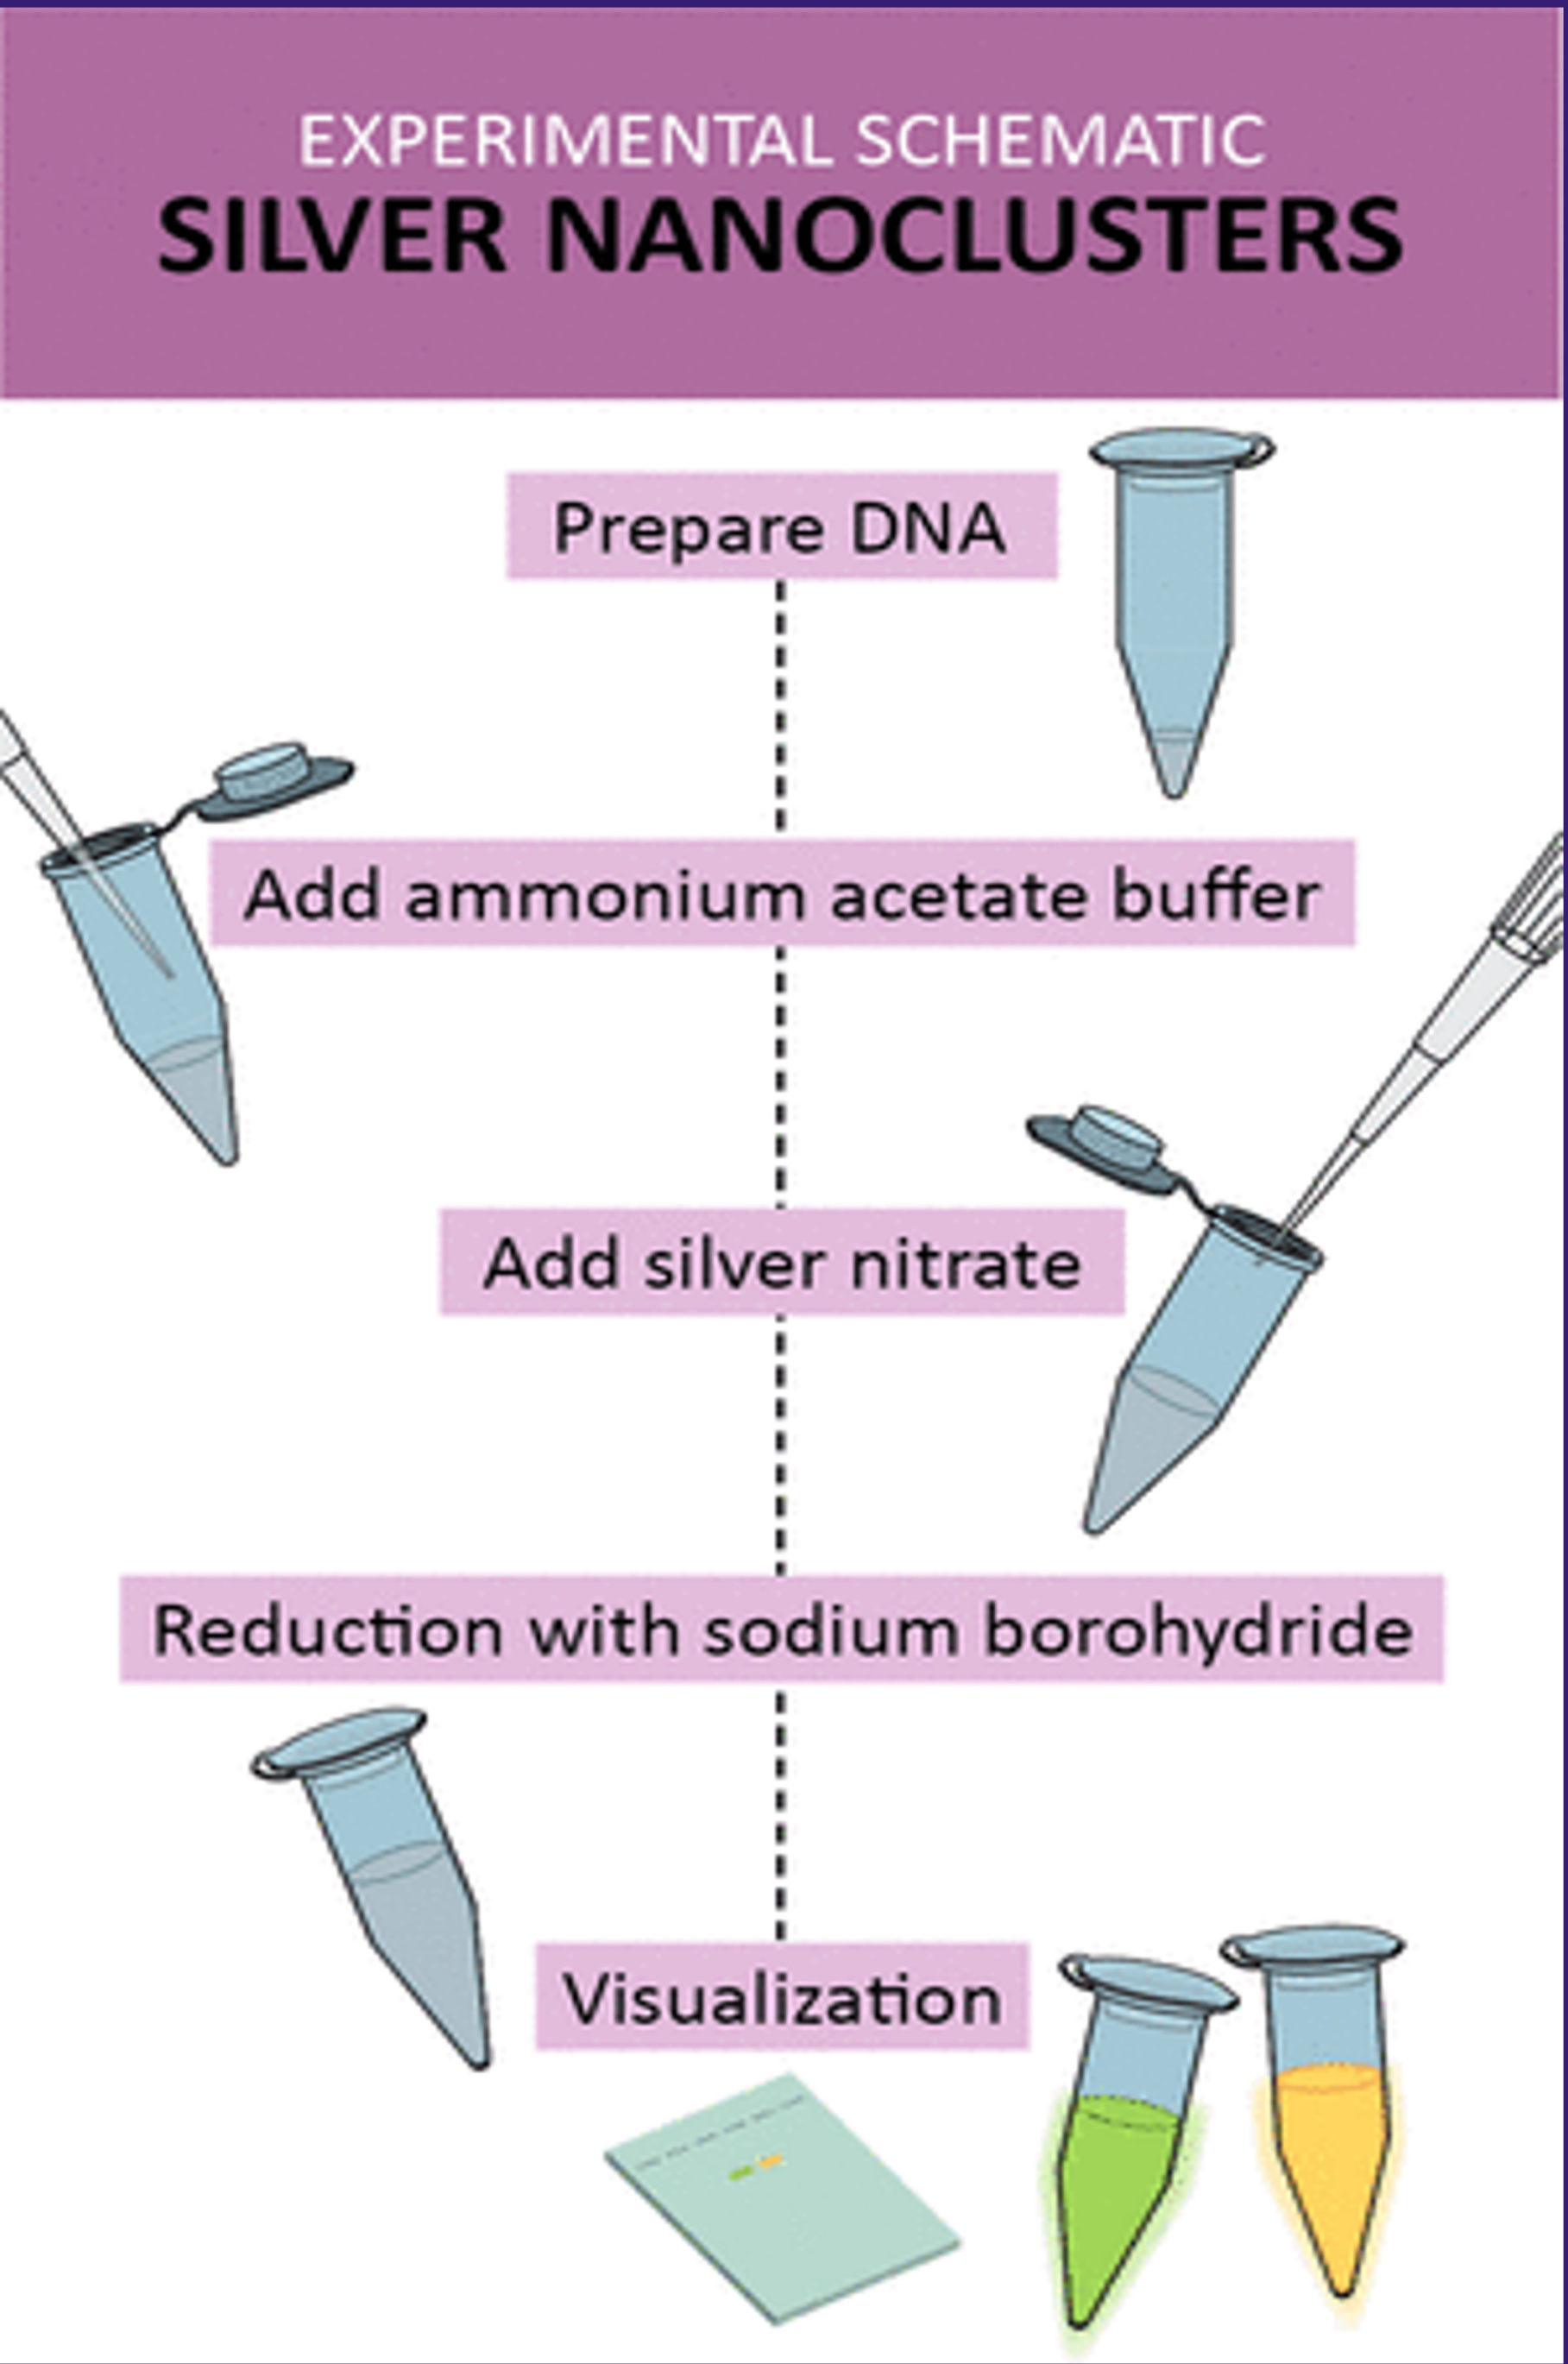 EXPERIMENTAL SCHEMATIC
SILVER NANOCLUSTERS
Prepare DNA
Add ammonium acetate buffer
Add silver nitrate
Reduction with sodium borohydride
Visualization